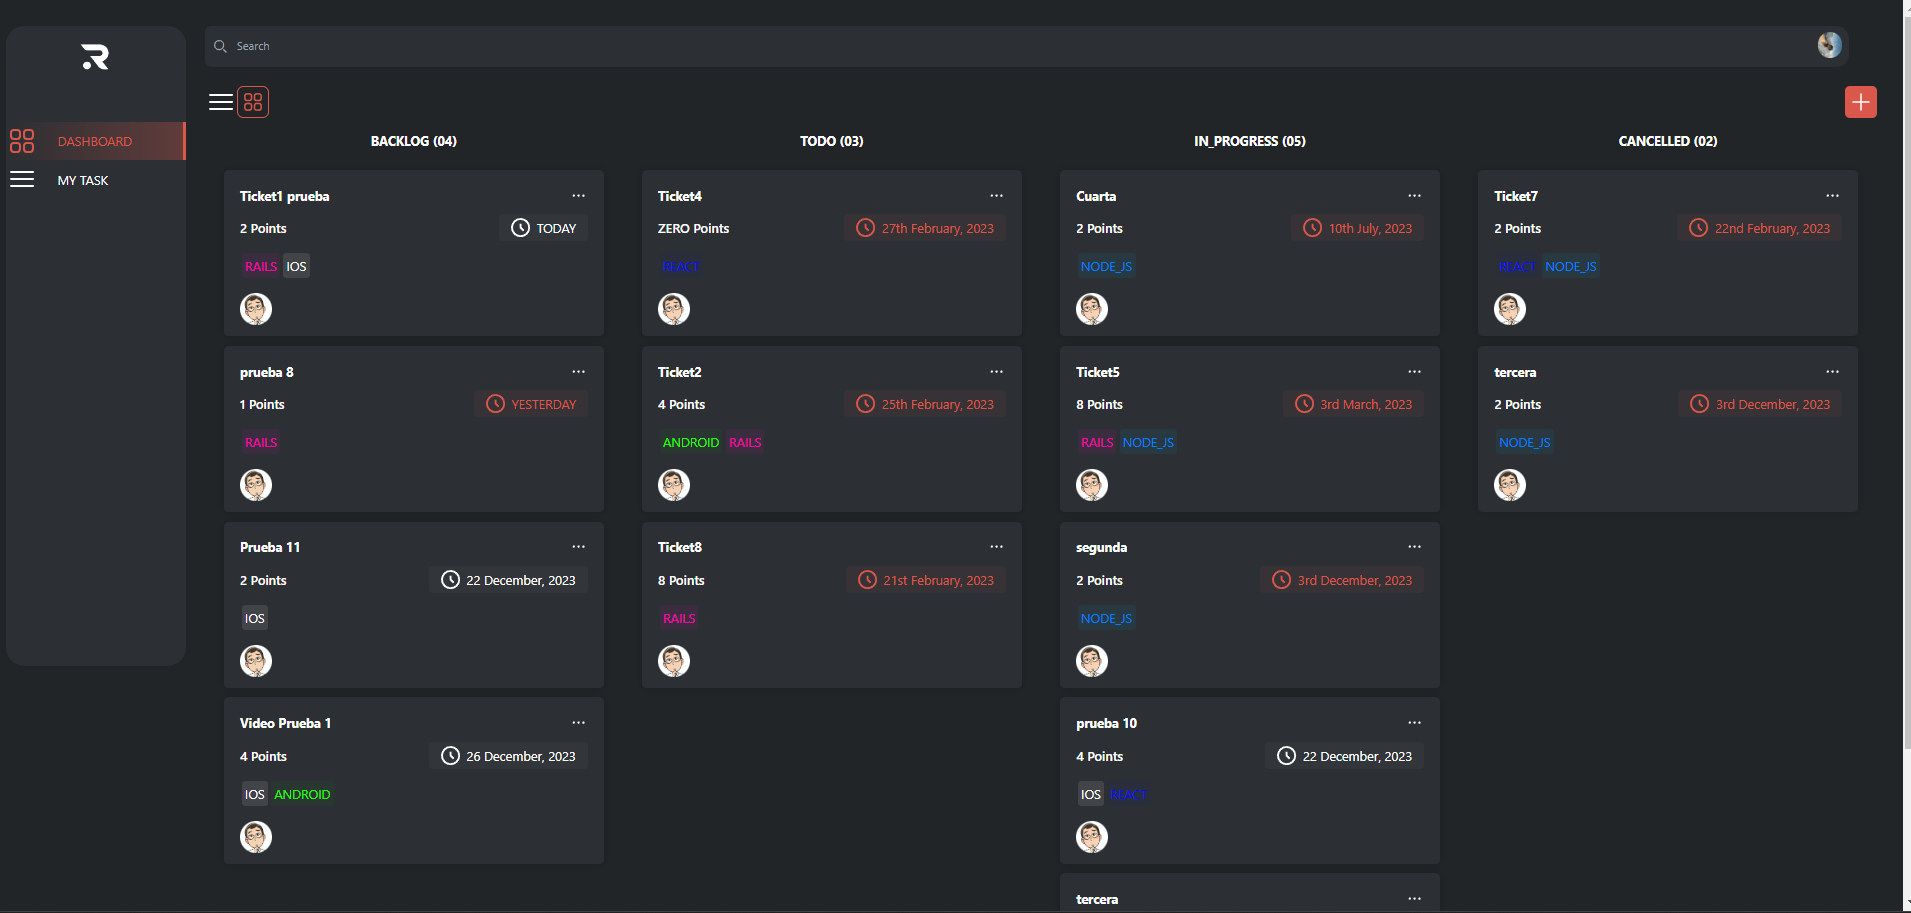 Search
DASHBOARD
MY TASK
BACKLOG (04)
Ticket1 prueba
2 Points
TODAY
RAILS IOS
prueba 8
1 Points
YESTERDAY
RAILS
Prueba 11
2 Points
22 December, 2023
IOS
Video Prueba 1
4 Points
26 December, 2023
IOS ANDROID
TODO (03)
Ticket4
ZERO Points
27th February, 2023
REACT
Ticket2
4 Points
25th February, 2023
ANDROID RAILS
Ticket8
8 Points
21st February, 2023
RAILS
IN_PROGRESS (05)
Cuarta
2 Points
10th July, 2023
NODE_JS
Ticket5
8 Points
3rd March, 2023
RAILS NODE_JS
segunda
2 Points
3rd December, 2023
NODE_JS
prueba 10
4 Points
22 December, 2023
IOS REACT
tercera
CANCELLED (02)
Ticket7
2 Points
22nd February, 2023
REACT NODE_JS
tercera
2 Points
3rd December, 2023
NODE_JS